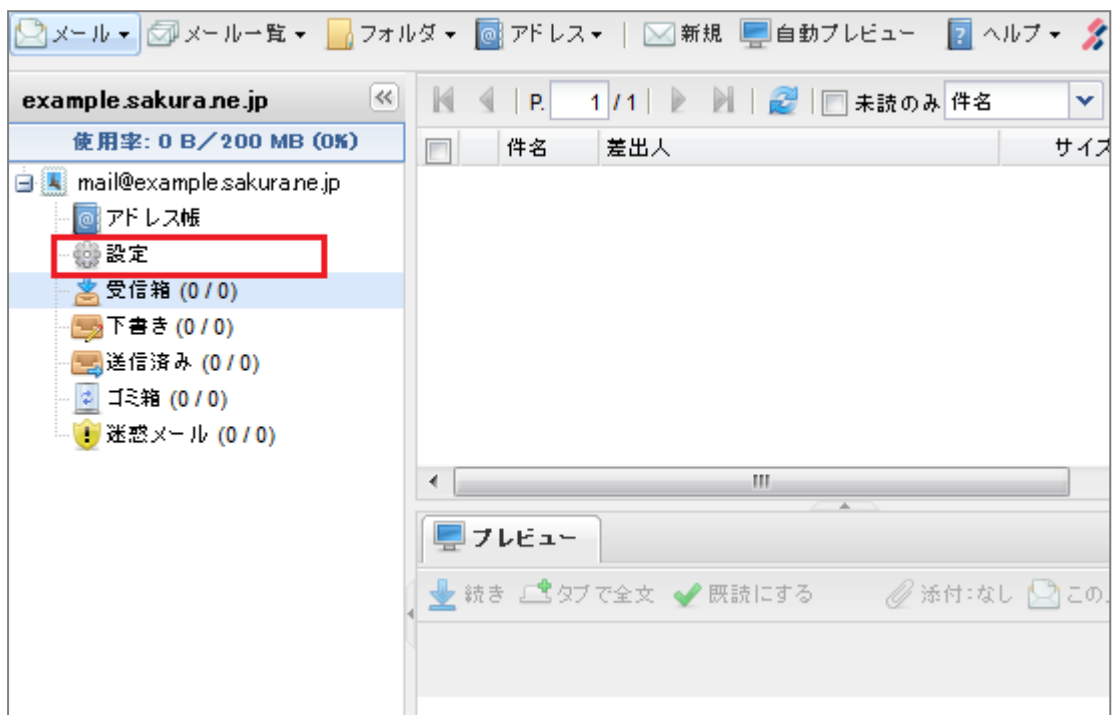 メール メール一覧 フォルダ アドレス | 新規 自動プレビュー ヘルプ
example.sakura.ne.jp
P. 1 / 1 未読のみ 件名
使用率: 0 B/200 MB (0%)
件名 差出人 サイズ
mail@example.sakura.ne.jp
アドレス帳
設定
受信箱 (0 / 0)
下書き (0 / 0)
送信済み (0 / 0)
ゴミ箱 (0 / 0)
迷惑メール (0 / 0)
プレビュー
続き タブで全文 既読にする 添付:なし この